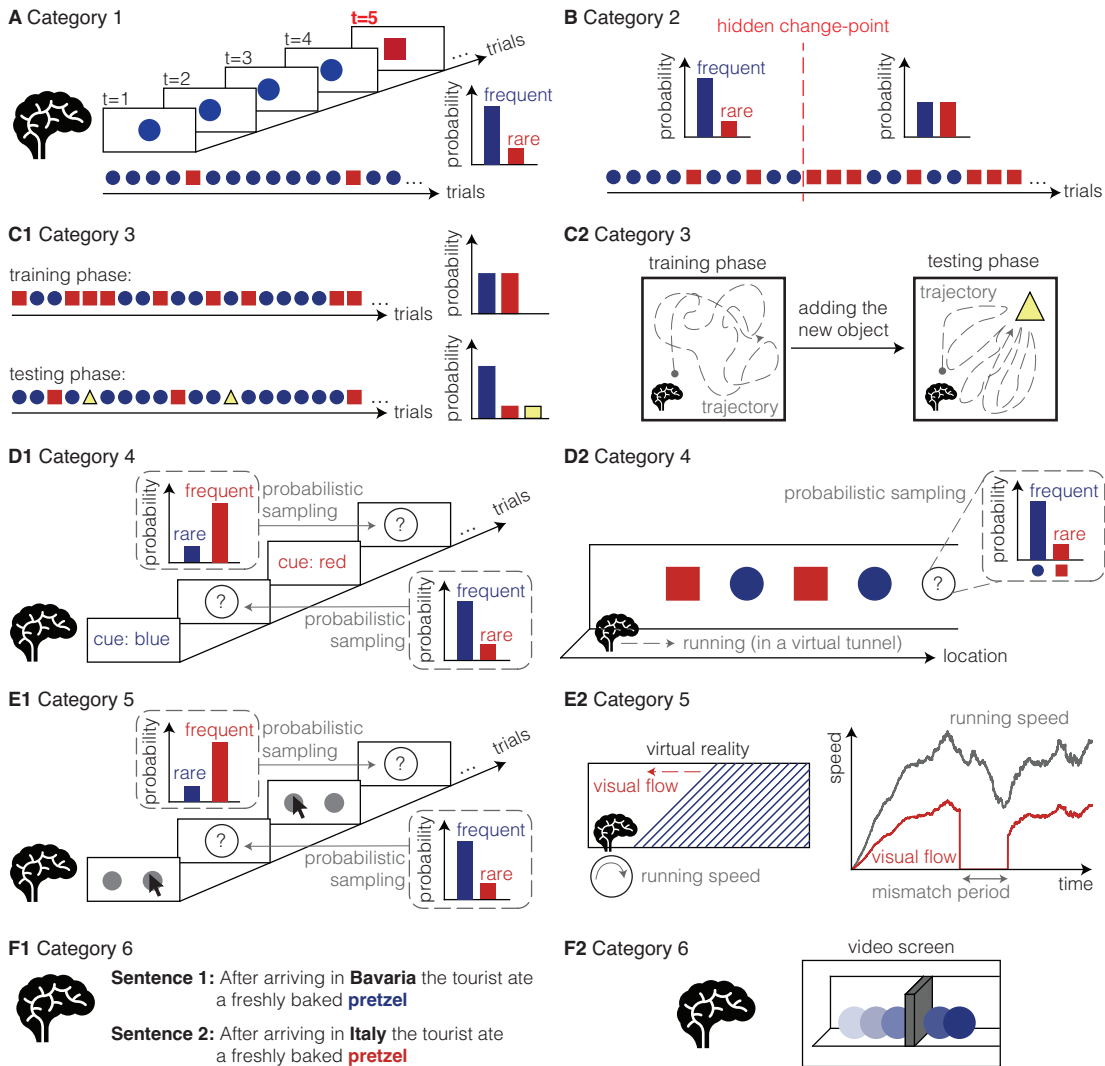 A Category 1
t=1
t=2
t=3
t=4
t=5
...
trials
probability
frequent
rare
...
trials
B Category 2
hidden change-point
probability
frequent
rare
probability
...
trials
C1 Category 3
training phase:
...
trials
probability
testing phase:
...
trials
probability
C2 Category 3
training phase
trajectory
adding the
new object
testing phase
trajectory
D1 Category 4
probability
rare
frequent
probabilistic
sampling
?
...
trials
cue: red
?
cue: blue
probabilistic
sampling
probability
frequent
rare
D2 Category 4
probabilistic sampling
probability
frequent
rare
?
running (in a virtual tunnel)
location
E1 Category 5
probability
rare
frequent
probabilistic
sampling
?
...
trials
?
probabilistic
sampling
probability
frequent
rare
E2 Category 5
virtual reality
visual flow
running speed
speed
running speed
visual flow
mismatch period
time
F1 Category 6
Sentence 1: After arriving in Bavaria the tourist ate
a freshly baked pretzel
Sentence 2: After arriving in Italy the tourist ate
a freshly baked pretzel
F2 Category 6
video screen